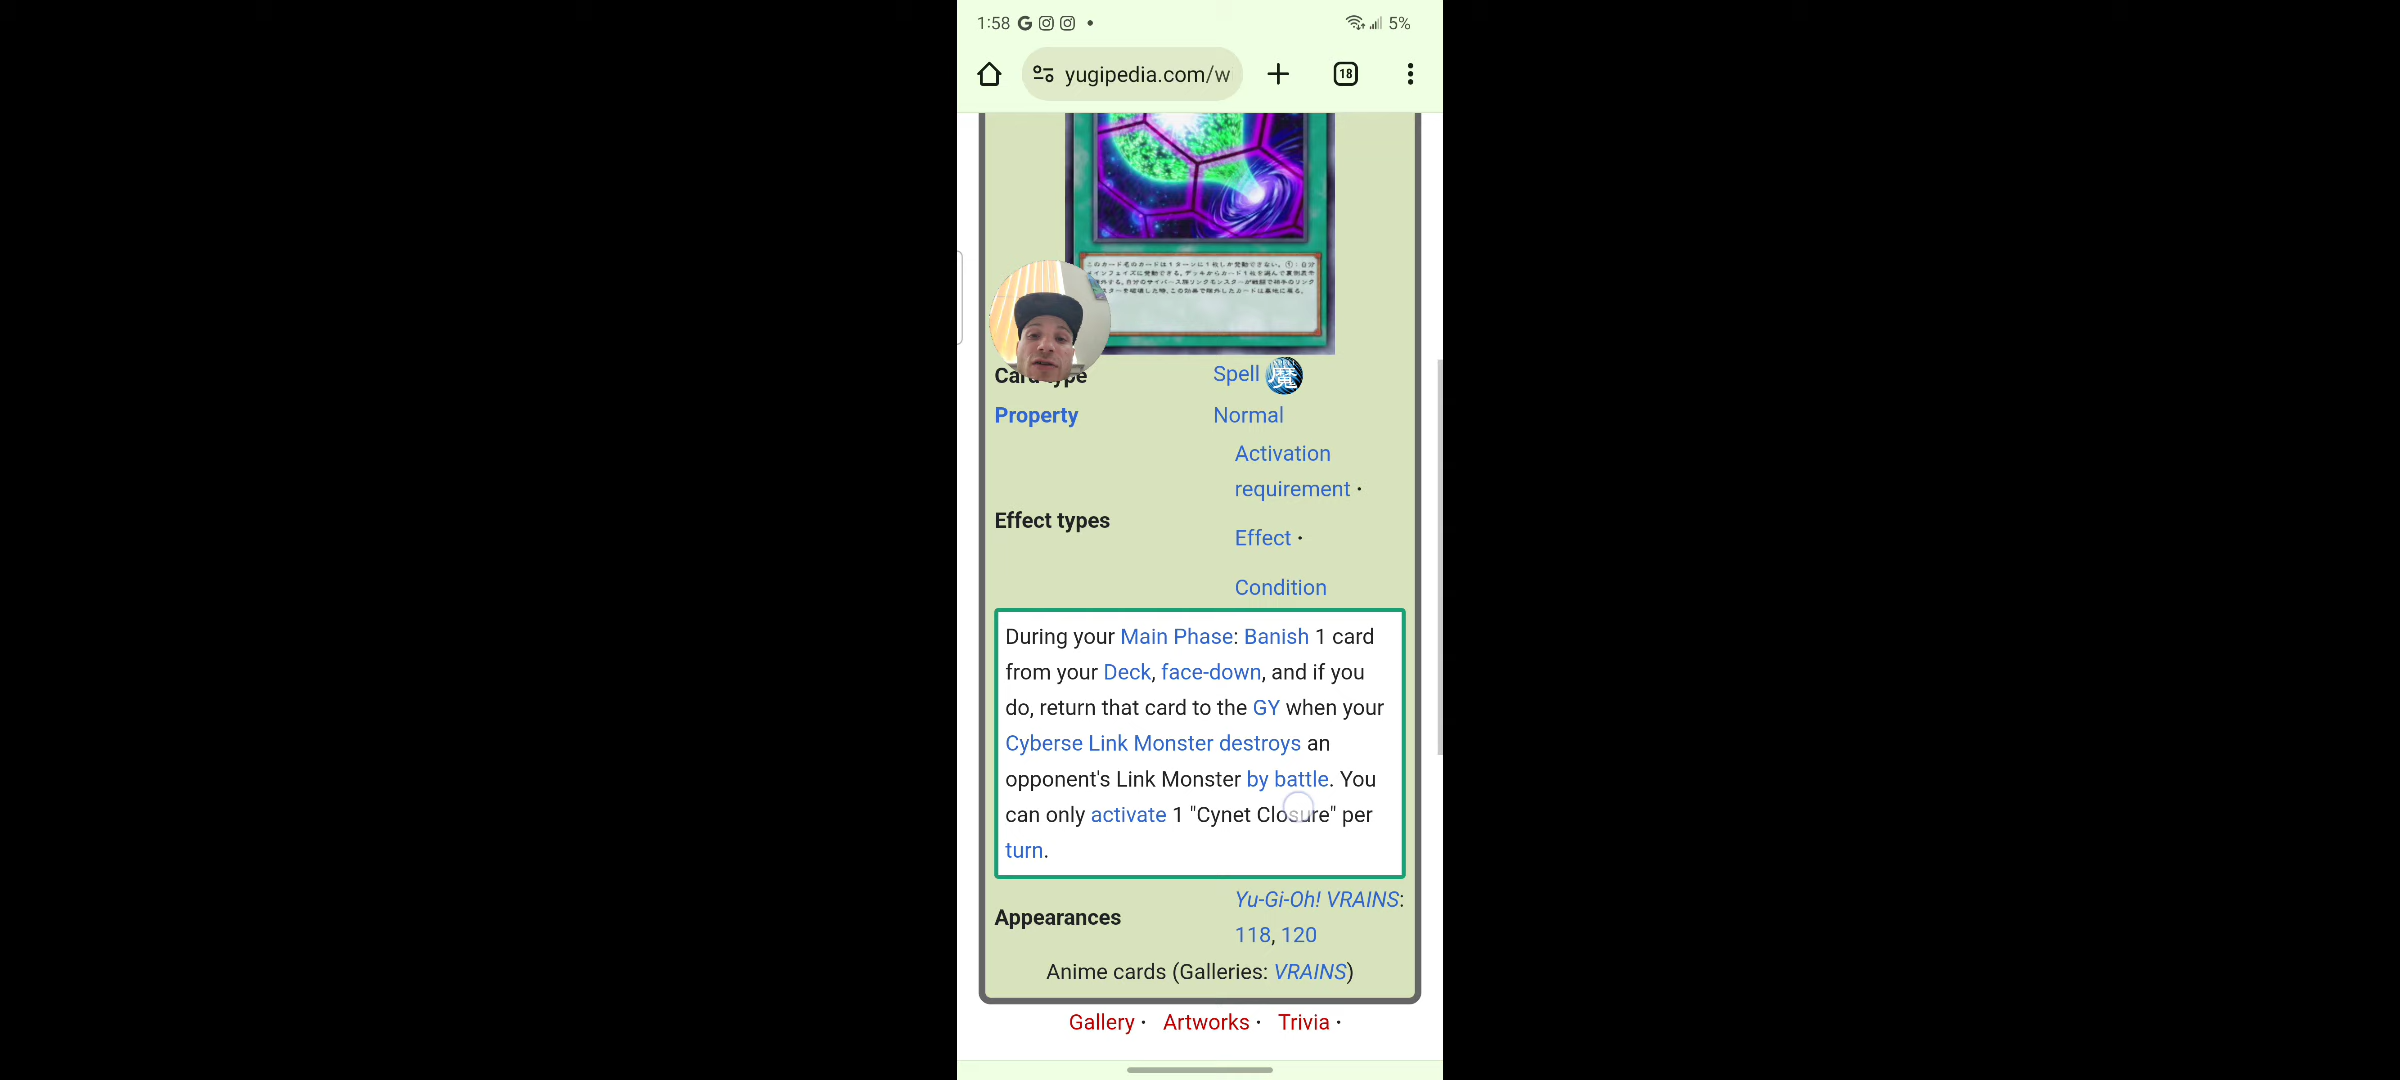 1:58
5%
yugipedia.com/w
18
Card type
Spell 魔
Property
Normal
Activation
requirement •
Effect types
Effect •
Condition
During your Main Phase: Banish 1 card
from your Deck, face-down, and if you
do, return that card to the GY when your
Cyberse Link Monster destroys an
opponent's Link Monster by battle. You
can only activate 1 "Cynet Closure" per
turn.
Appearances
Yu-Gi-Oh! VRAINS:
118, 120
Anime cards (Galleries: VRAINS)
Gallery • Artworks • Trivia •